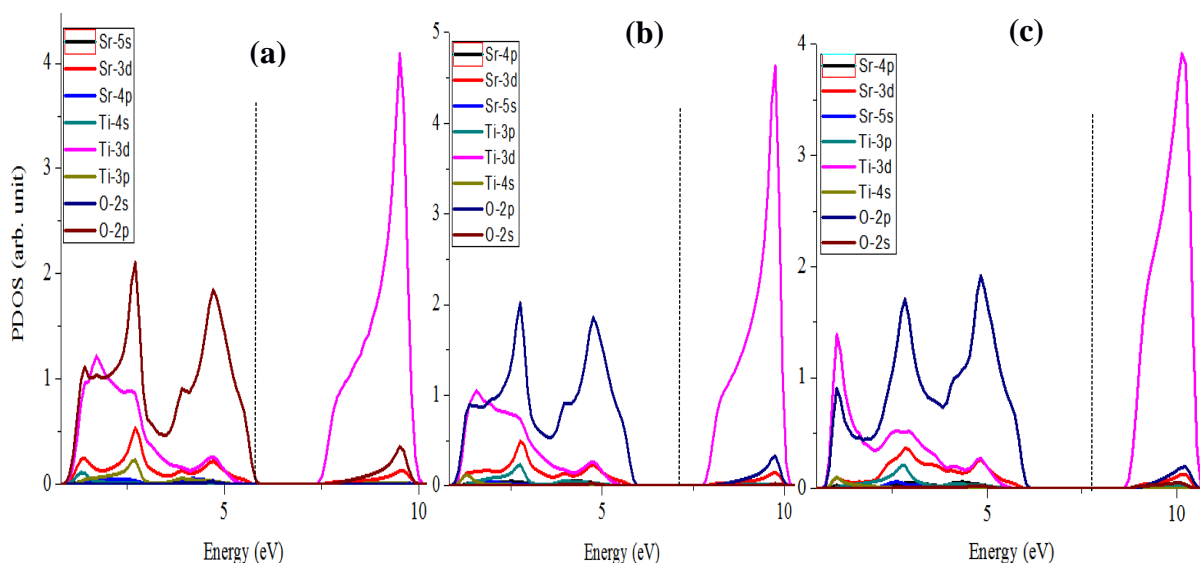 (a)
4
3
2
1
0
5
10
PDOS (arb. unit)
Energy (eV)
Sr-5s
Sr-3d
Sr-4p
Ti-4s
Ti-3d
Ti-3p
O-2s
O-2p
(b)
5
4
3
2
1
0
5
10
Energy (eV)
Sr-4p
Sr-3d
Sr-5s
Ti-3p
Ti-3d
Ti-4s
O-2p
O-2s
(c)
4
3
2
0
5
10
Energy (eV)
Sr-4p
Sr-3d
Sr-5s
Ti-3p
Ti-3d
Ti-4s
O-2p
O-2s